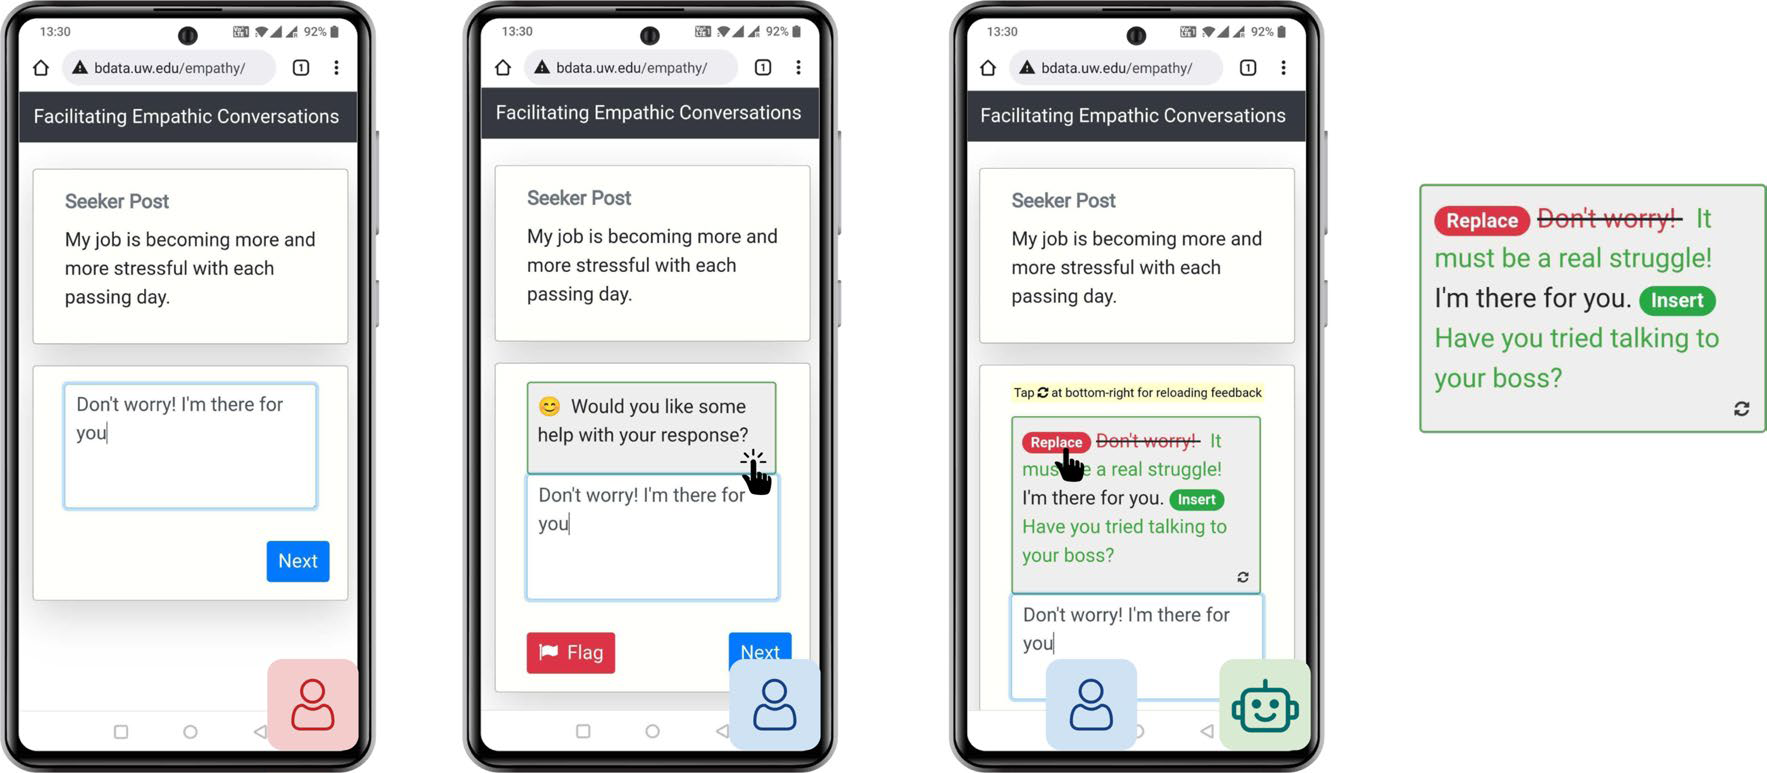 13:30
92%
bdata.uw.edu/empathy/
1
Facilitating Empathic Conversations
Seeker Post
My job is becoming more and
more stressful with each
passing day.
Don't worry! I'm there for
you
Next
13:30
92%
bdata.uw.edu/empathy/
1
Facilitating Empathic Conversations
Seeker Post
My job is becoming more and
more stressful with each
passing day.
😊 Would you like some
help with your response?
Don't worry! I'm there for
you
Flag
Next
13:30
92%
bdata.uw.edu/empathy/
1
Facilitating Empathic Conversations
Seeker Post
My job is becoming more and
more stressful with each
passing day.
Tap at bottom-right for reloading feedback
Replace Don't worry! It
must be a real struggle!
I'm there for you. Insert
Have you tried talking to
your boss?
Don't worry! I'm there for
you
Replace Don't worry! It
must be a real struggle!
I'm there for you. Insert
Have you tried talking to
your boss?